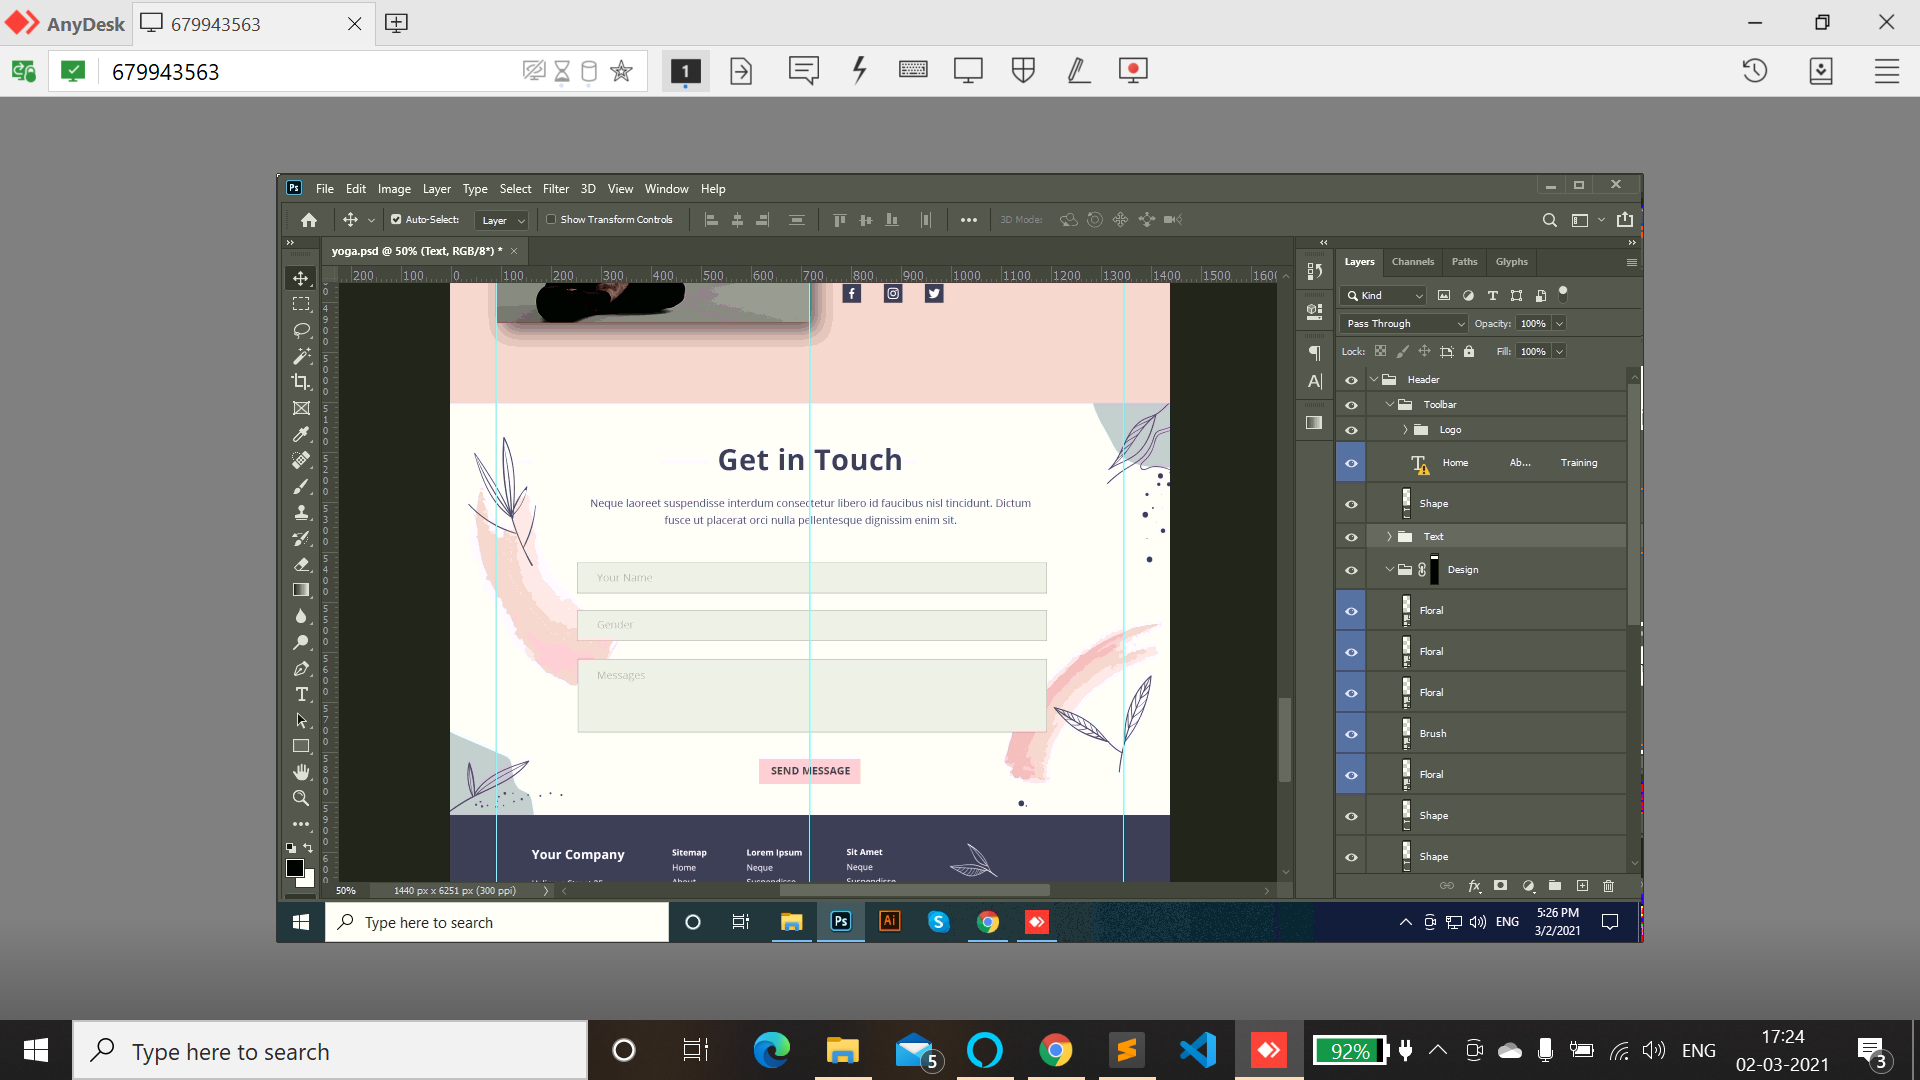 AnyDesk
679943563
679943563
1
Ps File Edit Image Layer Type Select Filter 3D View Window Help
Auto-Select: Layer Show Transform Controls 3D Mode:
yoga.psd @ 50% (Text, RGB/8*) *
200 100 0 100 200 300 400 500 600 700 800 900 1000 1100 1200 1300 1400 1500 1600
Get in Touch
Neque laoreet suspendisse interdum consectetur libero id faucibus nisl tincidunt. Dictum
fusce ut placerat orci nulla pellentesque dignissim enim sit.
Your Name
Gender
Messages
SEND MESSAGE
Your Company
Sitemap
Home
Lorem Ipsum
Neque
Sit Amet
Neque
50% 1440 px x 6251 px (300 ppi)
Layers Channels Paths Glyphs
Kind
Pass Through Opacity: 100%
Lock: Fill: 100%
Header
Toolbar
Logo
Home Ab... Training
Shape
Text
Design
Floral
Floral
Floral
Brush
Floral
Shape
Shape
fx
Type here to search
Ps Ai
ENG
5:26 PM
3/2/2021
Type here to search
5
92%
ENG
17:24
02-03-2021
3